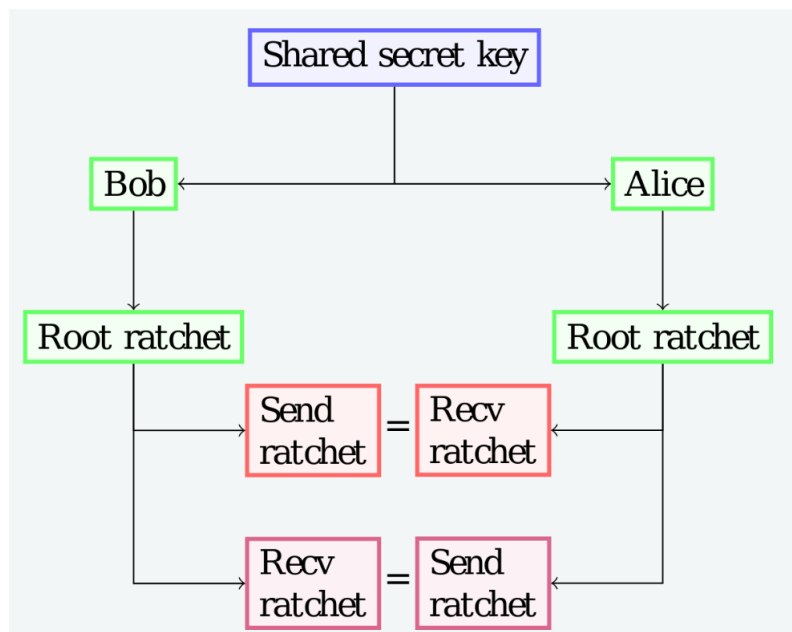 Shared secret key
Bob
Alice
Root ratchet
Root ratchet
Send
ratchet
=
Recv
ratchet
Recv
ratchet
=
Send
ratchet